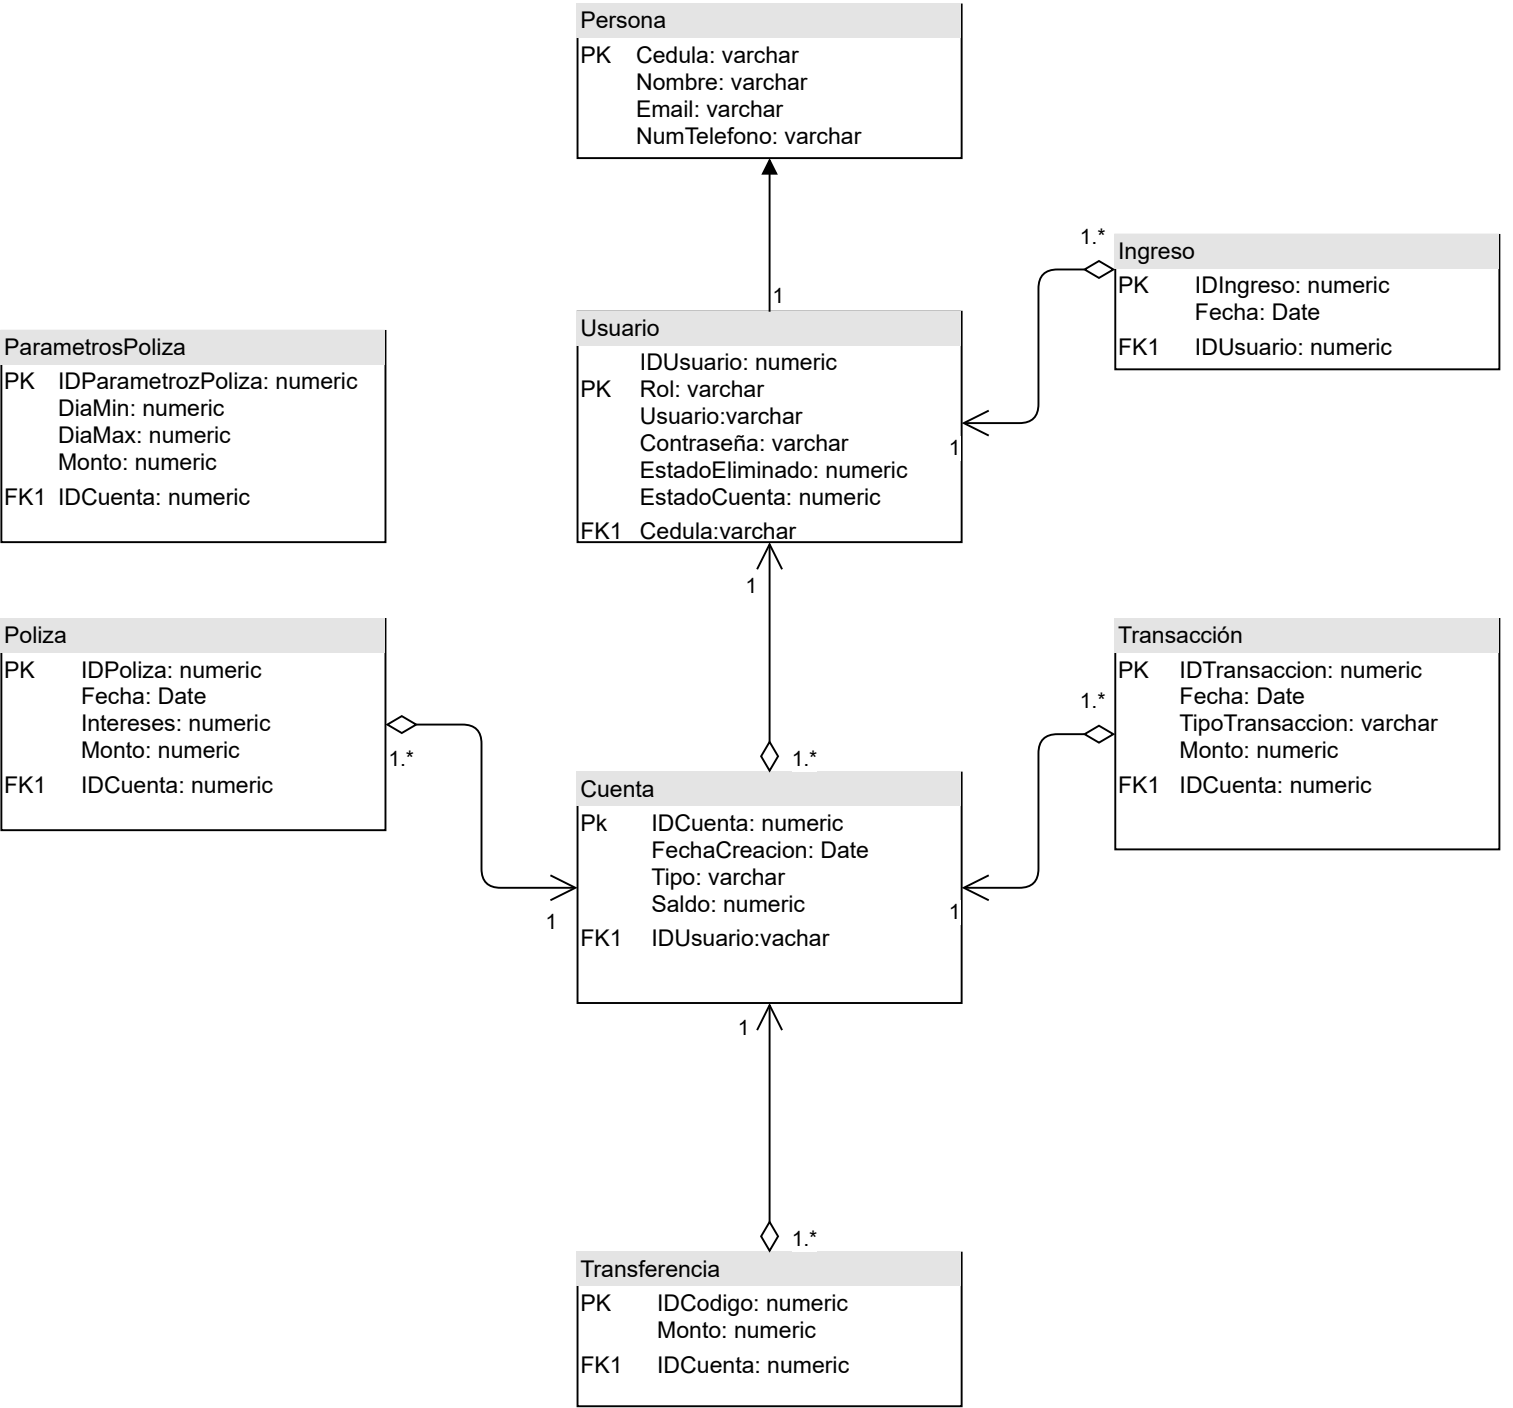 Persona
PK Cedula: varchar
Nombre: varchar
Email: varchar
NumTelefono: varchar
1
1.*
Ingreso
PK IDIngreso: numeric
Fecha: Date
FK1 IDUsuario: numeric
Usuario
IDUsuario: numeric
PK Rol: varchar
Usuario:varchar
Contraseña: varchar
EstadoEliminado: numeric
EstadoCuenta: numeric
FK1 Cedula:varchar
1
1
ParametrosPoliza
PK IDParametrozPoliza: numeric
DiaMin: numeric
DiaMax: numeric
Monto: numeric
FK1 IDCuenta: numeric
Poliza
PK IDPoliza: numeric
Fecha: Date
Intereses: numeric
Monto: numeric
FK1 IDCuenta: numeric
1.*
1
Transacción
PK IDTransaccion: numeric
Fecha: Date
TipoTransaccion: varchar
Monto: numeric
FK1 IDCuenta: numeric
1.*
1
1.*
Cuenta
Pk IDCuenta: numeric
FechaCreacion: Date
Tipo: varchar
Saldo: numeric
FK1 IDUsuario:vachar
1
1.*
Transferencia
PK IDCodigo: numeric
Monto: numeric
FK1 IDCuenta: numeric